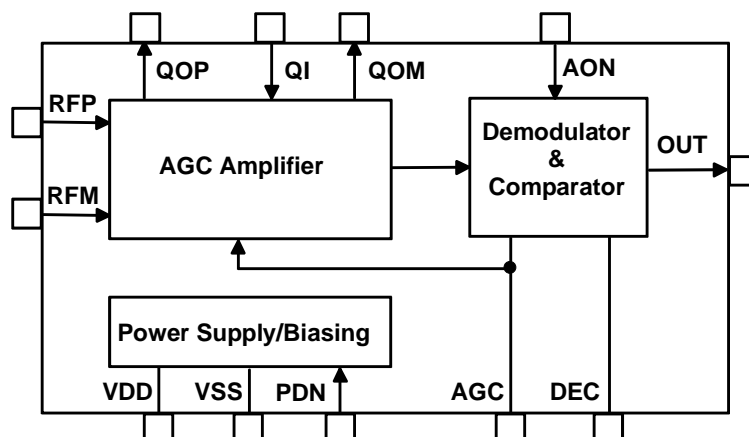 QOP
QI
QOM
AON
RFP
RFM
AGC Amplifier
Demodulator
&
Comparator
OUT
Power Supply/Biasing
VDD
VSS
PDN
AGC
DEC